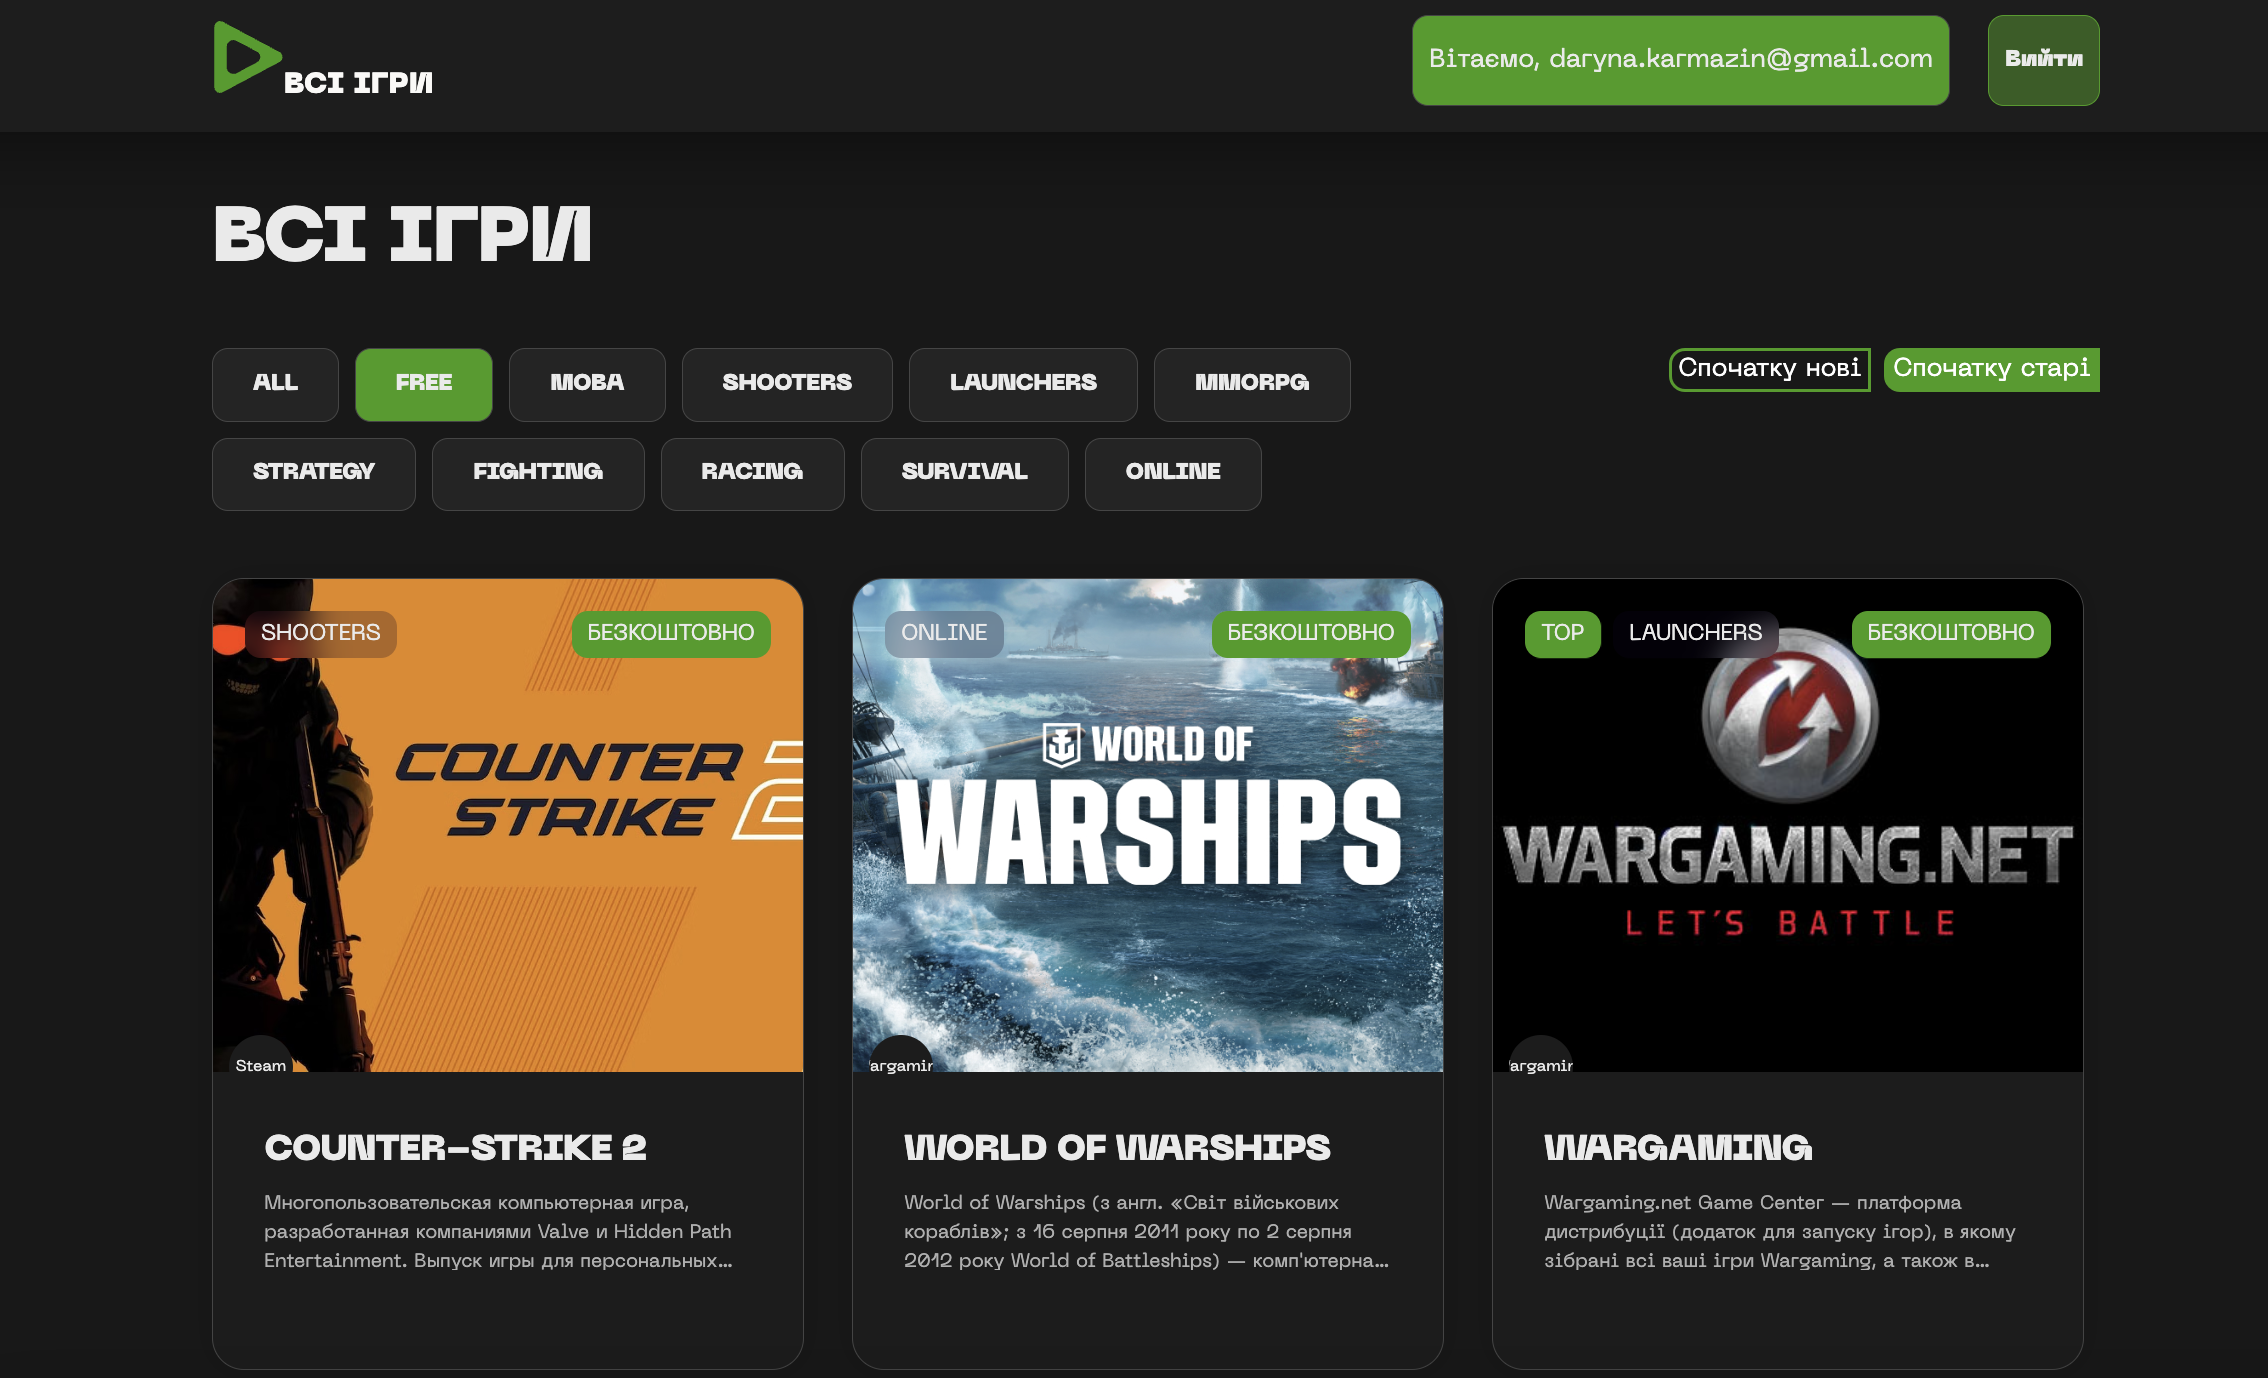 ВСІ ІГРИ
Вітаємо, daryna.karmazin@gmail.com
Вийти
ВСІ ІГРИ
ALL
FREE
MOBA
SHOOTERS
LAUNCHERS
MMORPG
Спочатку нові
Спочатку старі
STRATEGY
FIGHTING
RACING
SURVIVAL
ONLINE
SHOOTERS
БЕЗКОШТОВНО
COUNTER
STRIKE 2
Steam
COUNTER-STRIKE 2
Многопользовательская компьютерная игра,
разработанная компаниями Valve и Hidden Path
Entertainment. Выпуск игры для персональных...
ONLINE
БЕЗКОШТОВНО
WORLD OF
WARSHIPS
argamin
WORLD OF WARSHIPS
World of Warships (з англ. «Світ військових
кораблів»; з 16 серпня 2011 року по 2 серпня
2012 року World of Battleships) — комп'ютерна...
TOP
LAUNCHERS
БЕЗКОШТОВНО
WARGAMING.NET
LET'S BATTLE
argamin
WARGAMING
Wargaming.net Game Center — платформа
дистрибуції (додаток для запуску ігор), в якому
зібрані всі ваші ігри Wargaming, а також в...